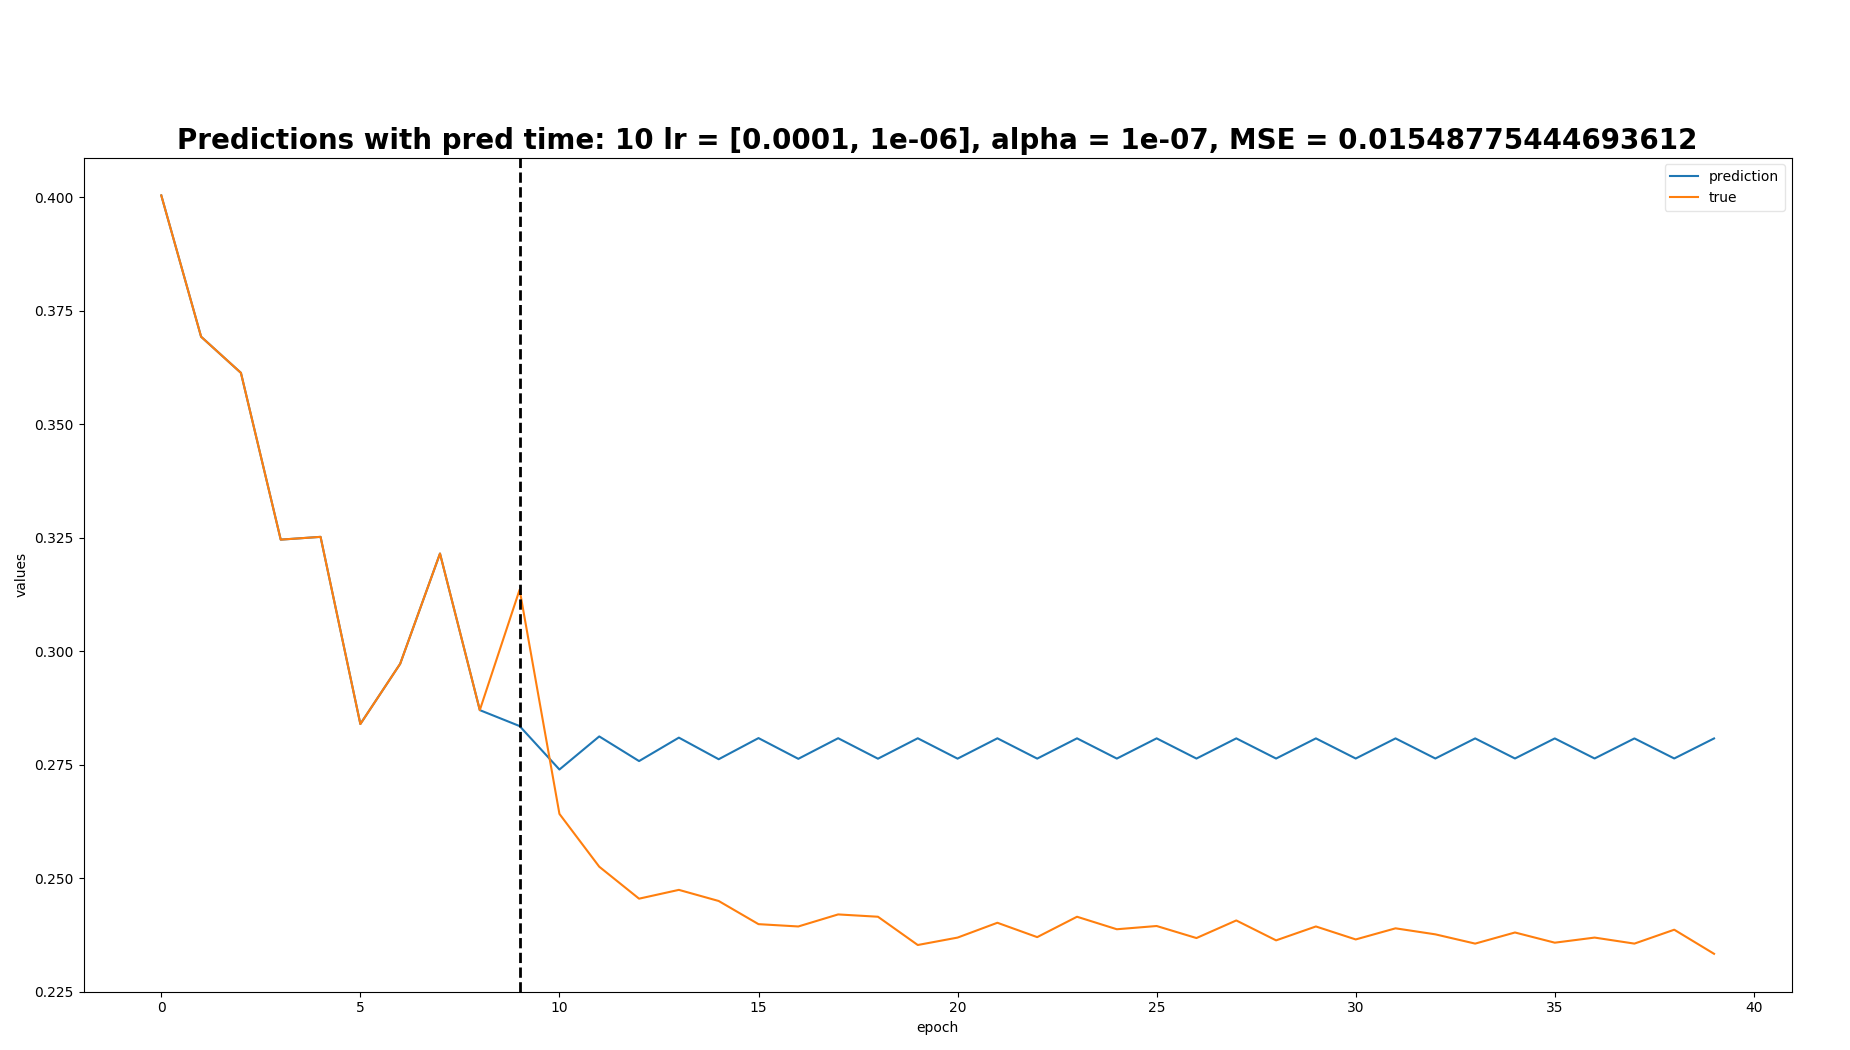 Predictions with pred time: 10 lr = [0.0001, 1e-06], alpha = 1e-07, MSE = 0.01548775444693612
prediction
true
0.400
0.375
0.350
0.325
0.300
0.275
0.250
0.225
values
0 5 10 15 20 25 30 35 40
epoch